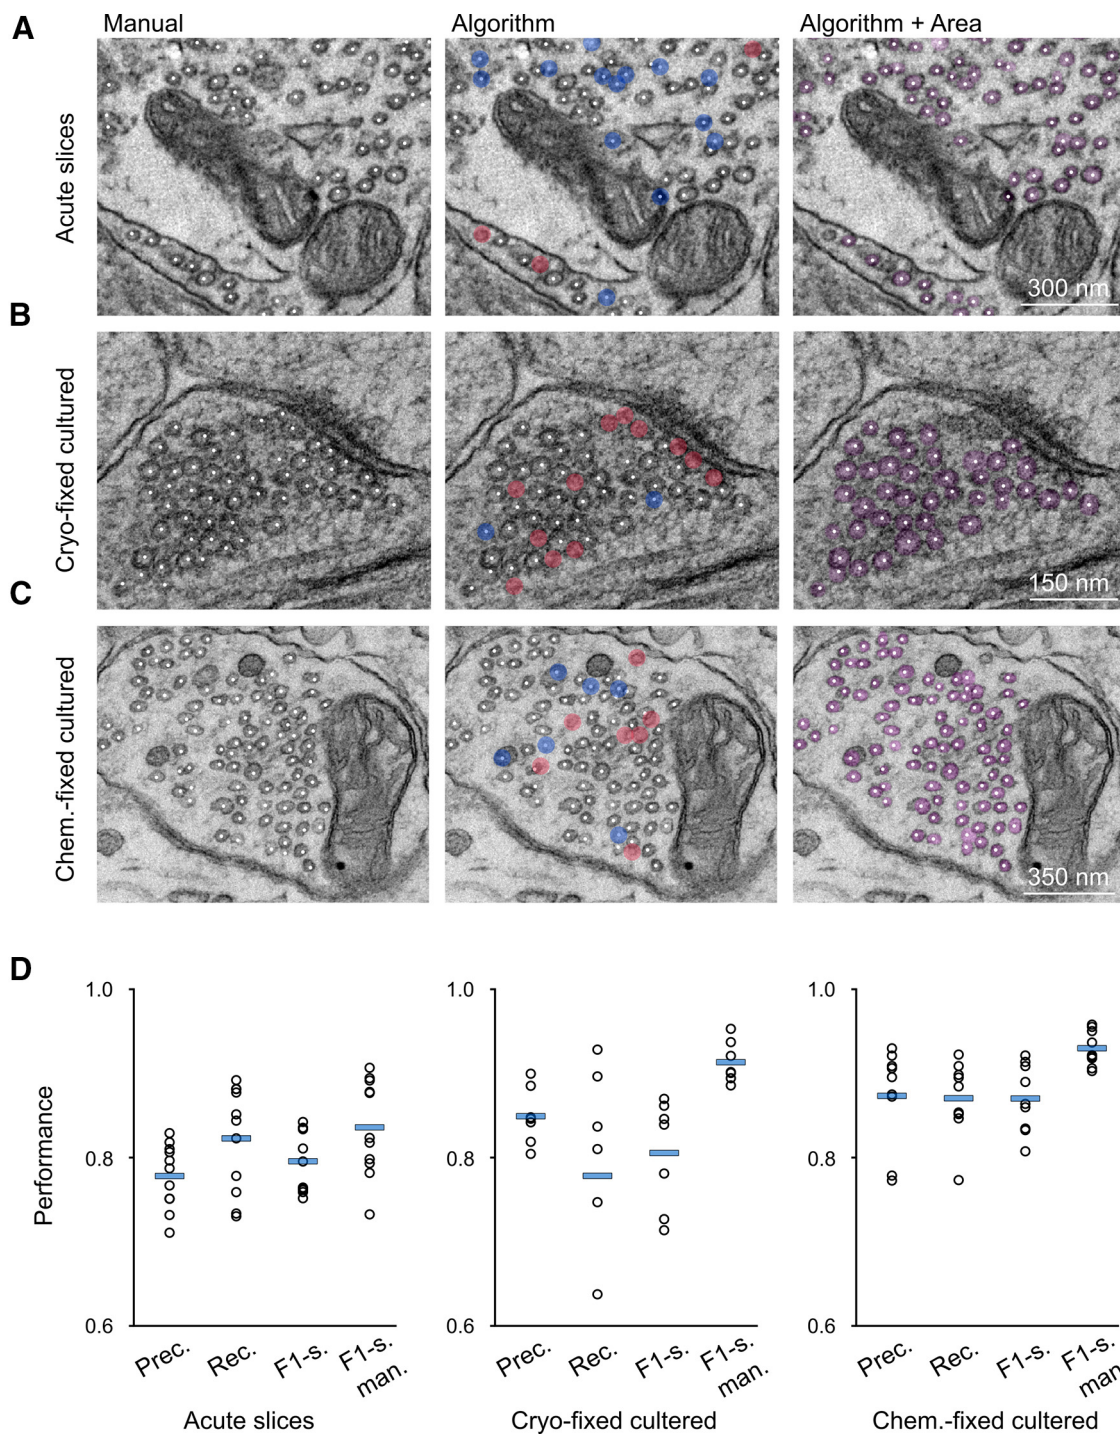 A
Manual
Algorithm
Algorithm + Area
Acute slices
300 nm
B
Cryo-fixed cultured
150 nm
C
Chem.-fixed cultured
350 nm
D
Performance
1.0
0.8
0.6
Prec.
Rec.
F1-s.
F1-s.
man.
Acute slices
1.0
0.8
0.6
Prec.
Rec.
F1-s.
F1-s.
man.
Cryo-fixed cultured
1.0
0.8
0.6
Prec.
Rec.
F1-s.
F1-s.
man.
Chem.-fixed cultured